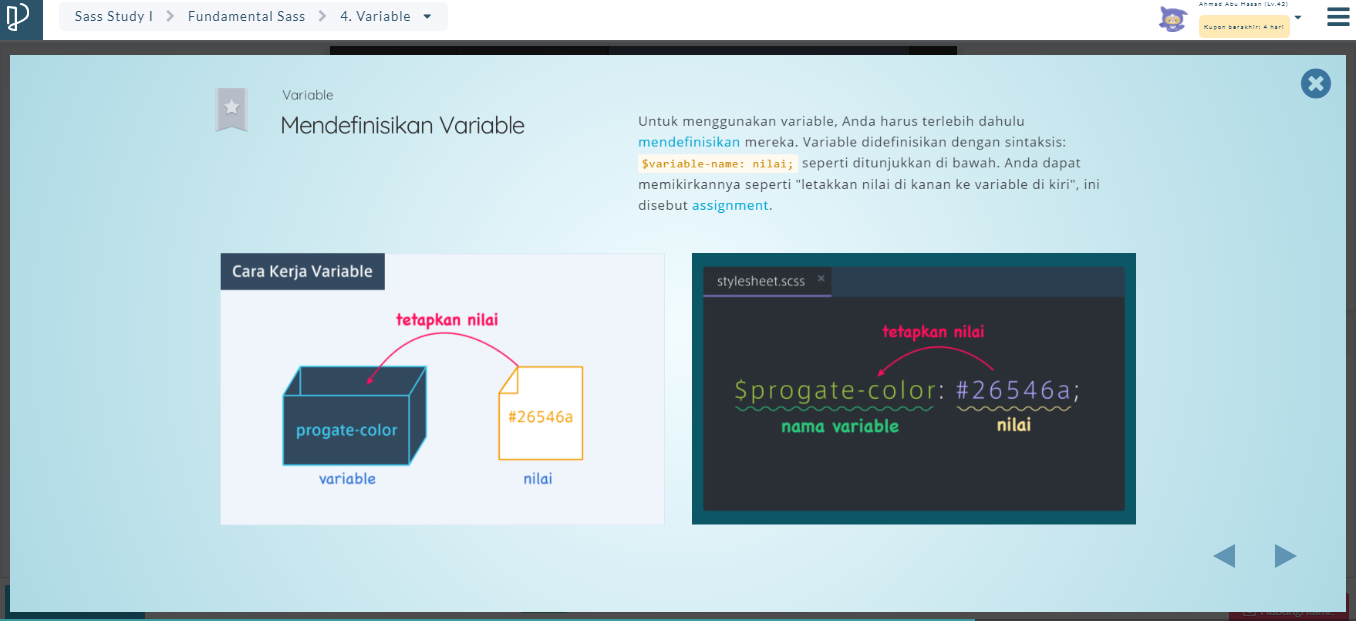 Sass Study I
Fundamental Sass
4. Variable
Ahmad Abu Hasan (Lv.42)
Kupon berakhir: 4 hari
Variable
Mendefinisikan Variable
Untuk menggunakan variable, Anda harus terlebih dahulu
mendefinisikan mereka. Variable didefinisikan dengan sintaksis:
$variable-name: nilai; seperti ditunjukkan di bawah. Anda dapat
memikirkannya seperti "letakkan nilai di kanan ke variable di kiri", ini
disebut assignment.
Cara Kerja Variable
tetapkan nilai
progate-color
#26546a
variable
nilai
stylesheet.scss
tetapkan nilai
$progate-color: #26546a;
nama variable
nilai